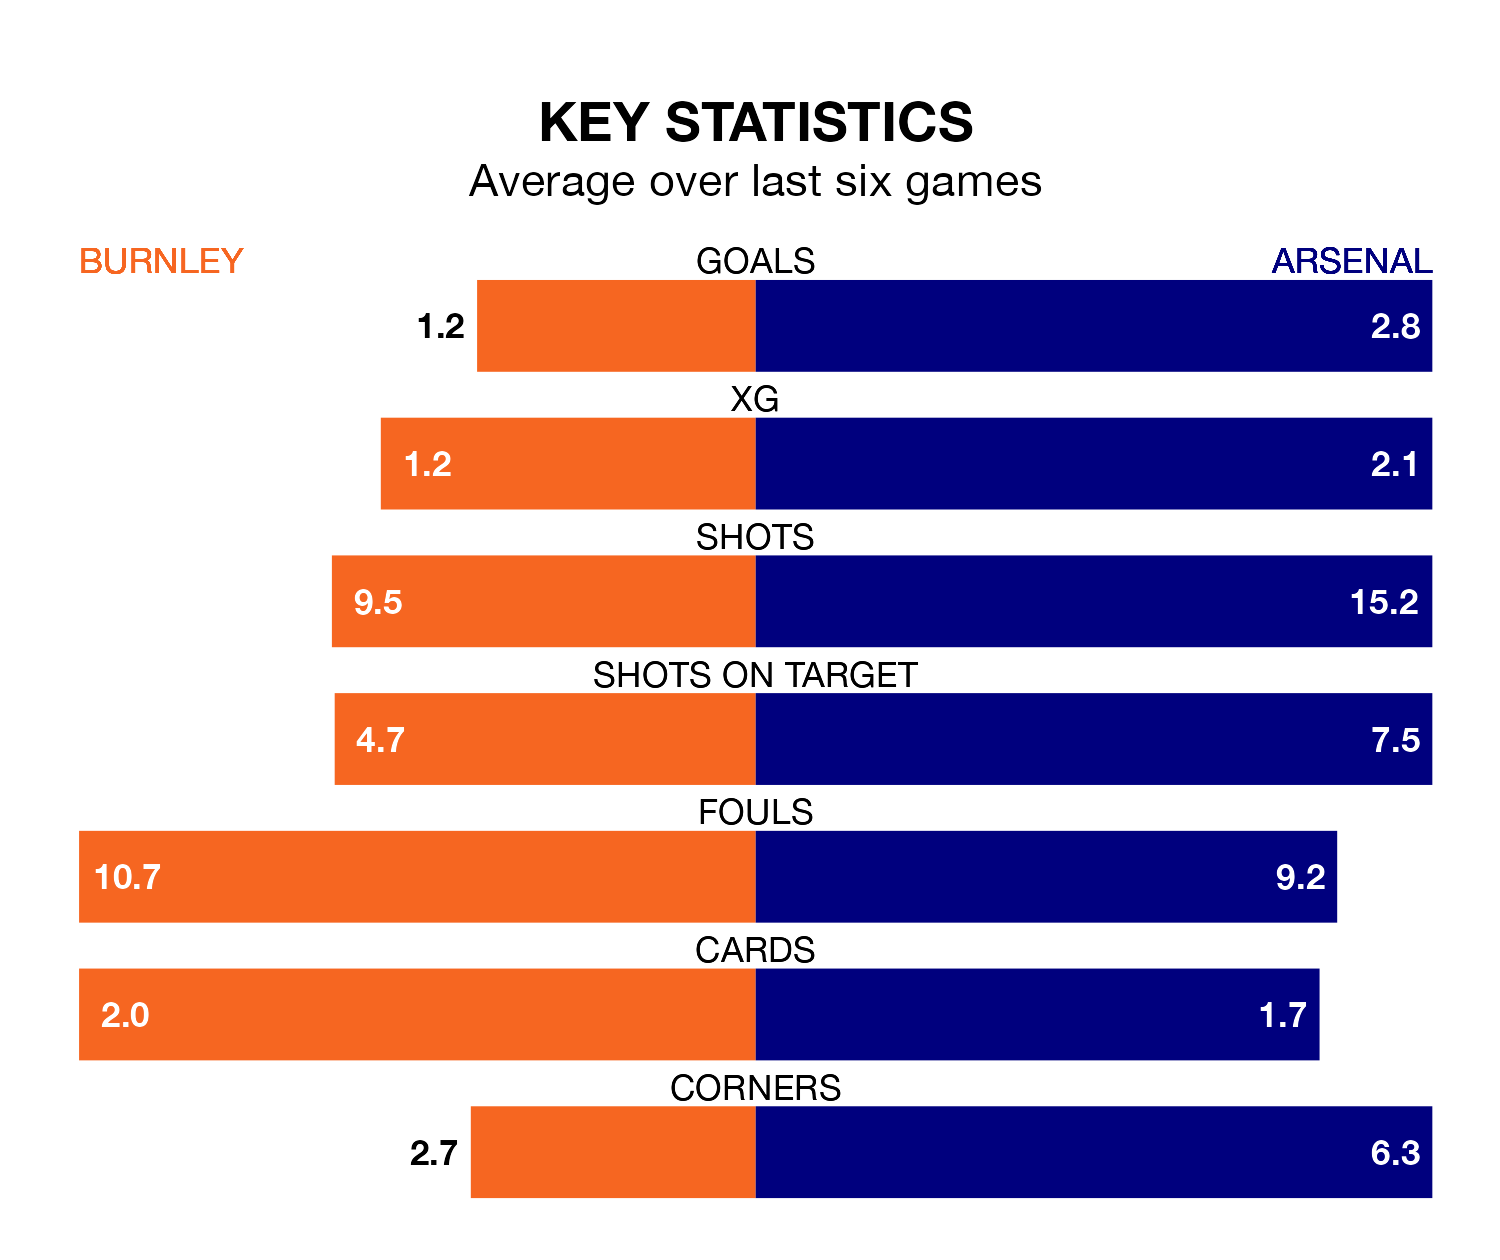 KEY STATISTICS
Average over last six games
BURNLEY GOALS ARSENAL
1.2 2.8
XG
1.2 2.1
SHOTS
9.5 15.2
SHOTS ON TARGET
4.7 7.5
FOULS
10.7 9.2
CARDS
2.0 1.7
CORNERS
2.7 6.3